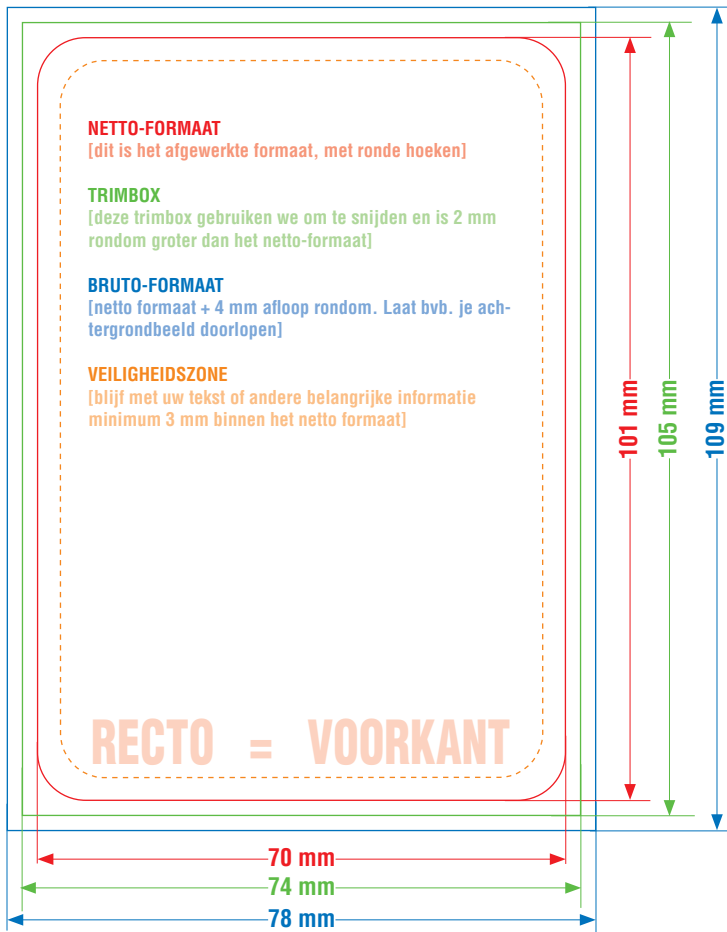 NETTO-FORMAAT
[dit is het afgewerkte formaat, met ronde hoeken]
TRIMBOX
[deze trimbox gebruiken we om te snijden en is 2 mm
rondom groter dan het netto-formaat]
BRUTO-FORMAAT
[netto formaat + 4 mm afloop rondom. Laat bvb. je ach-
tergrondbeeld doorlopen]
VEILIGHEIDSZONE
[blijf met uw tekst of andere belangrijke informatie
minimum 3 mm binnen het netto formaat]
101 mm
105 mm
109 mm
RECTO = VOORKANT
70 mm
74 mm
78 mm